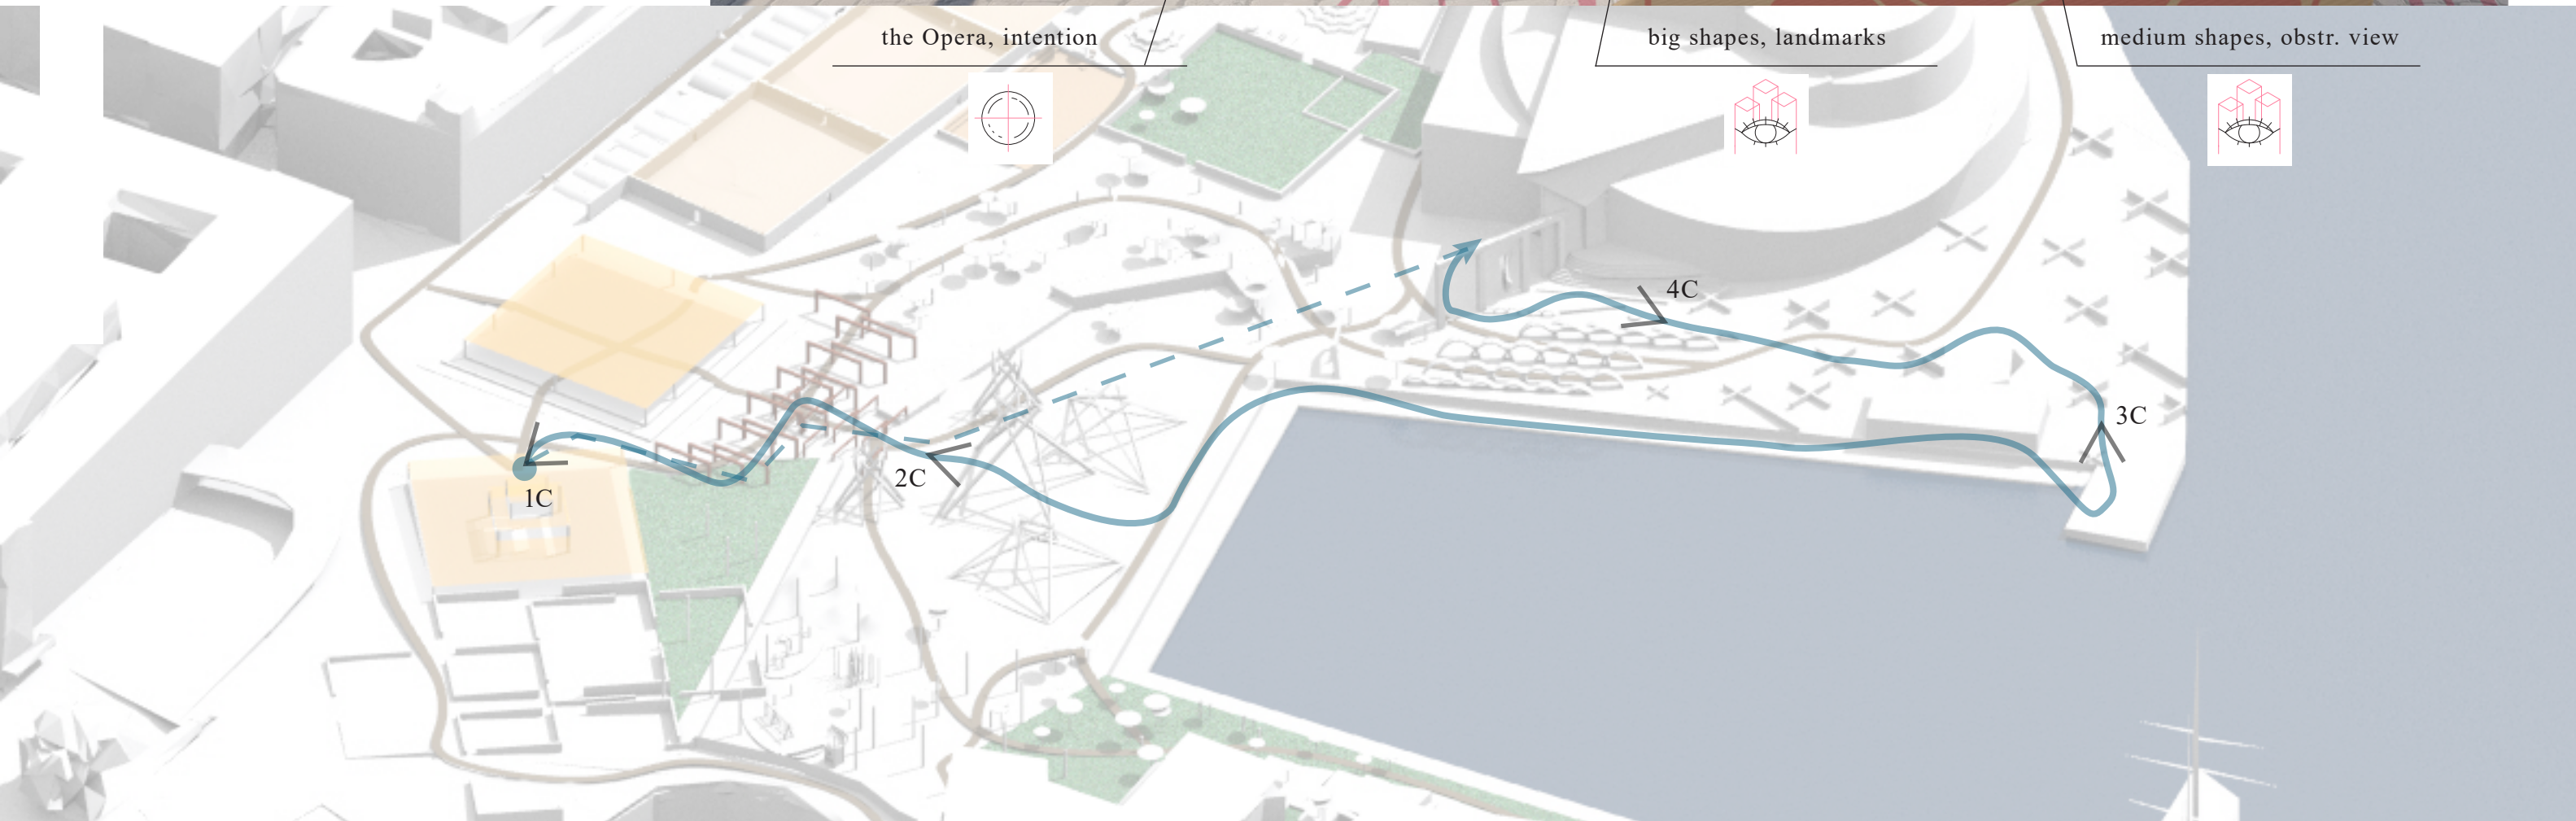 the Opera, intention
big shapes, landmarks
medium shapes, obstr. view
4C
3C
2C
1C